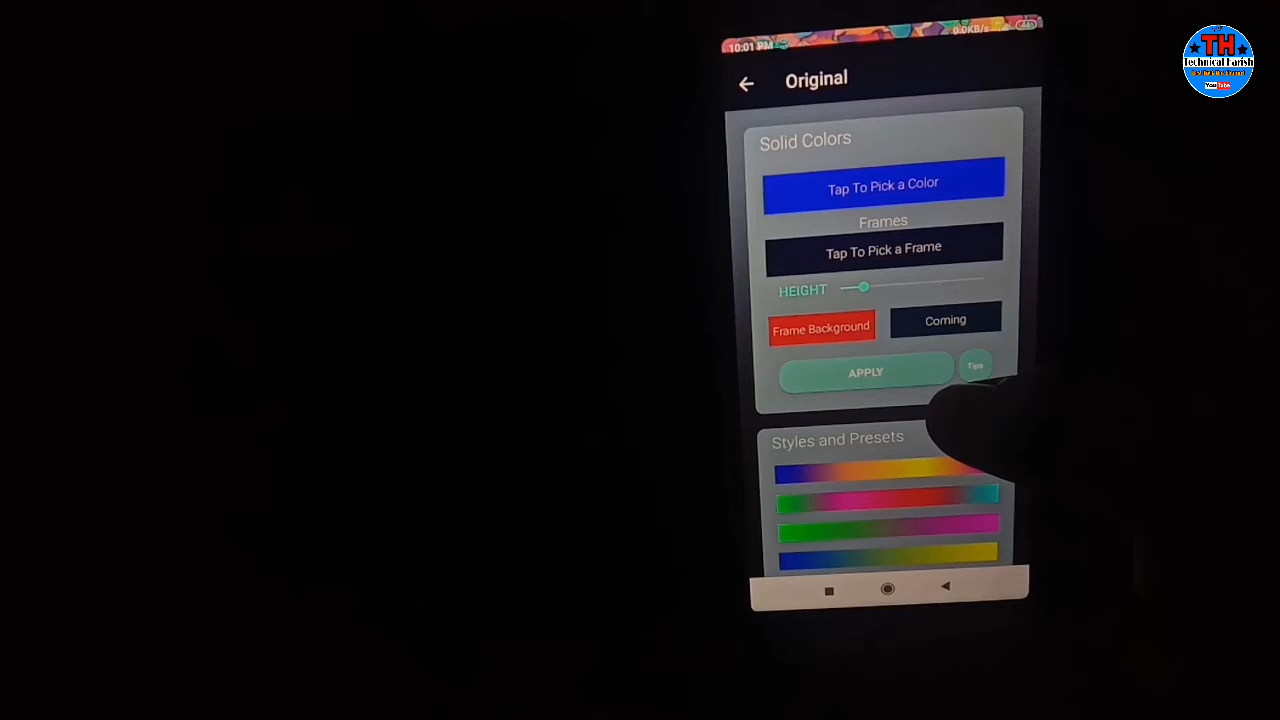 TH
Technical Harish
YouTube
10:01 PM
0.0KB/s
Original
Solid Colors
Tap To Pick a Color
Frames
Tap To Pick a Frame
HEIGHT
Frame Background
Coming
APPLY
Tips
Styles and Presets